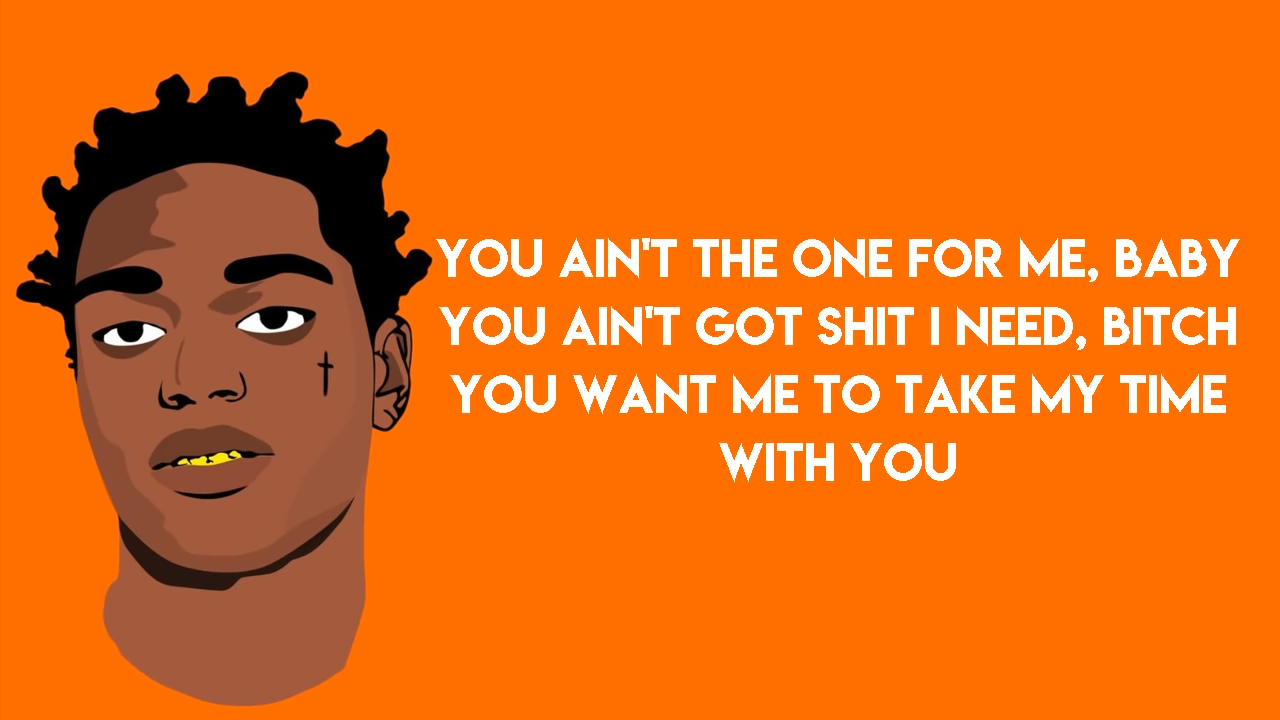 YOU AIN'T THE ONE FOR ME, BABY
YOU AIN'T GOT SHIT I NEED, BITCH
YOU WANT ME TO TAKE MY TIME
WITH YOU